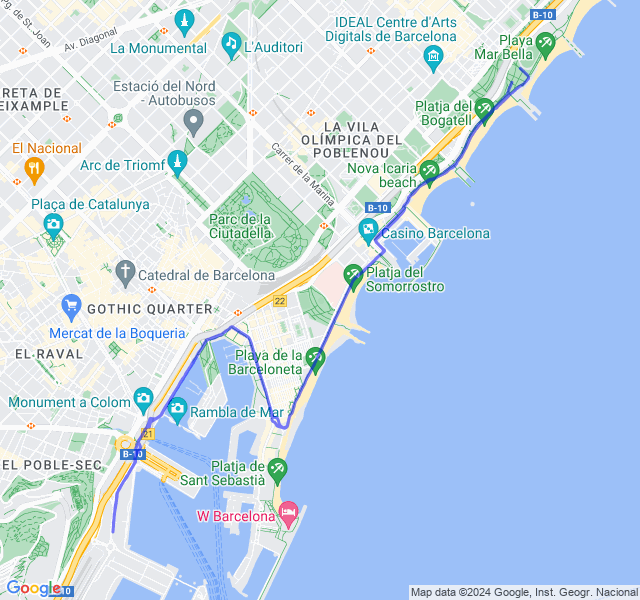 B-10
IDEAL Centre d'Arts
Digitals de Barcelona
rg. de St. Joan
Av. Diagonal
La Monumental
L'Auditori
Playa
Mar Bella
RETA DE
EIXAMPLE
Estació del Nord
- Autobusos
Platja del
Bogatell
LA VILA
OLÍMPICA DEL
POBLENOU
El Nacional
Arc de Triomf
Carrer de la Marina
Nova Icaria
beach
Plaça de Catalunya
B-10
Parc de la
Ciutadella
Casino Barcelona
Catedral de Barcelona
Platja del
Somorrostro
22
GOTHIC QUARTER
Mercat de la Boqueria
EL-RAVAL
Playa de la
Barceloneta
Monument a Colom
Rambla de Mar
21
B-10
EL POBLE-SEC
Platja de
Sant Sebastià
W Barcelona
B-10
Google
Map data ©2024 Google, Inst. Geogr. Nacional